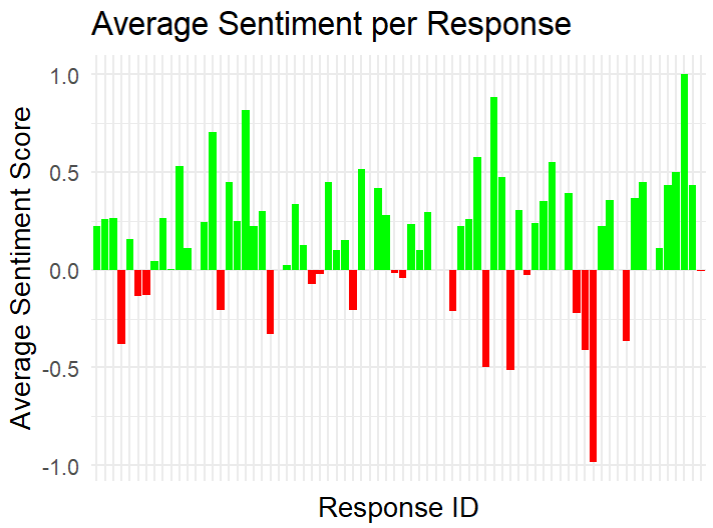 Average Sentiment per Response
1.0
0.5
0.0
-0.5
-1.0
Average Sentiment Score
Response ID